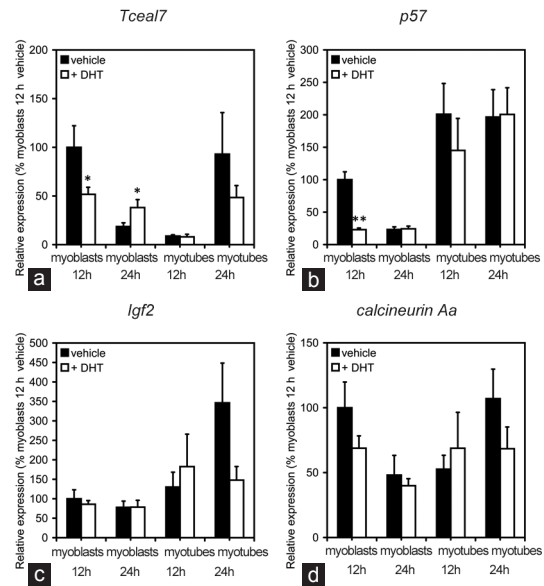 Tceal7
Relative expression (% myoblasts 12 h vehicle)
200
150
100
50
0
vehicle
+ DHT
*
*
myoblasts myoblasts myotubes myotubes
12h 24h 12h 24h
a
p57
Relative expression (% myoblasts 12 h vehicle)
300
250
200
150
100
50
0
vehicle
+ DHT
**
myoblasts myoblasts myotubes myotubes
12h 24h 12h 24h
b
Igf2
Relative expression (% myoblasts 12 h vehicle)
500
450
400
350
300
250
200
150
100
50
0
vehicle
+ DHT
myoblasts myoblasts myotubes myotubes
12h 24h 12h 24h
c
calcineurin Aa
Relative expression (% myoblasts 12 h vehicle)
150
100
50
0
vehicle
+ DHT
myoblasts myoblasts myotubes myotubes
12h 24h 12h 24h
d